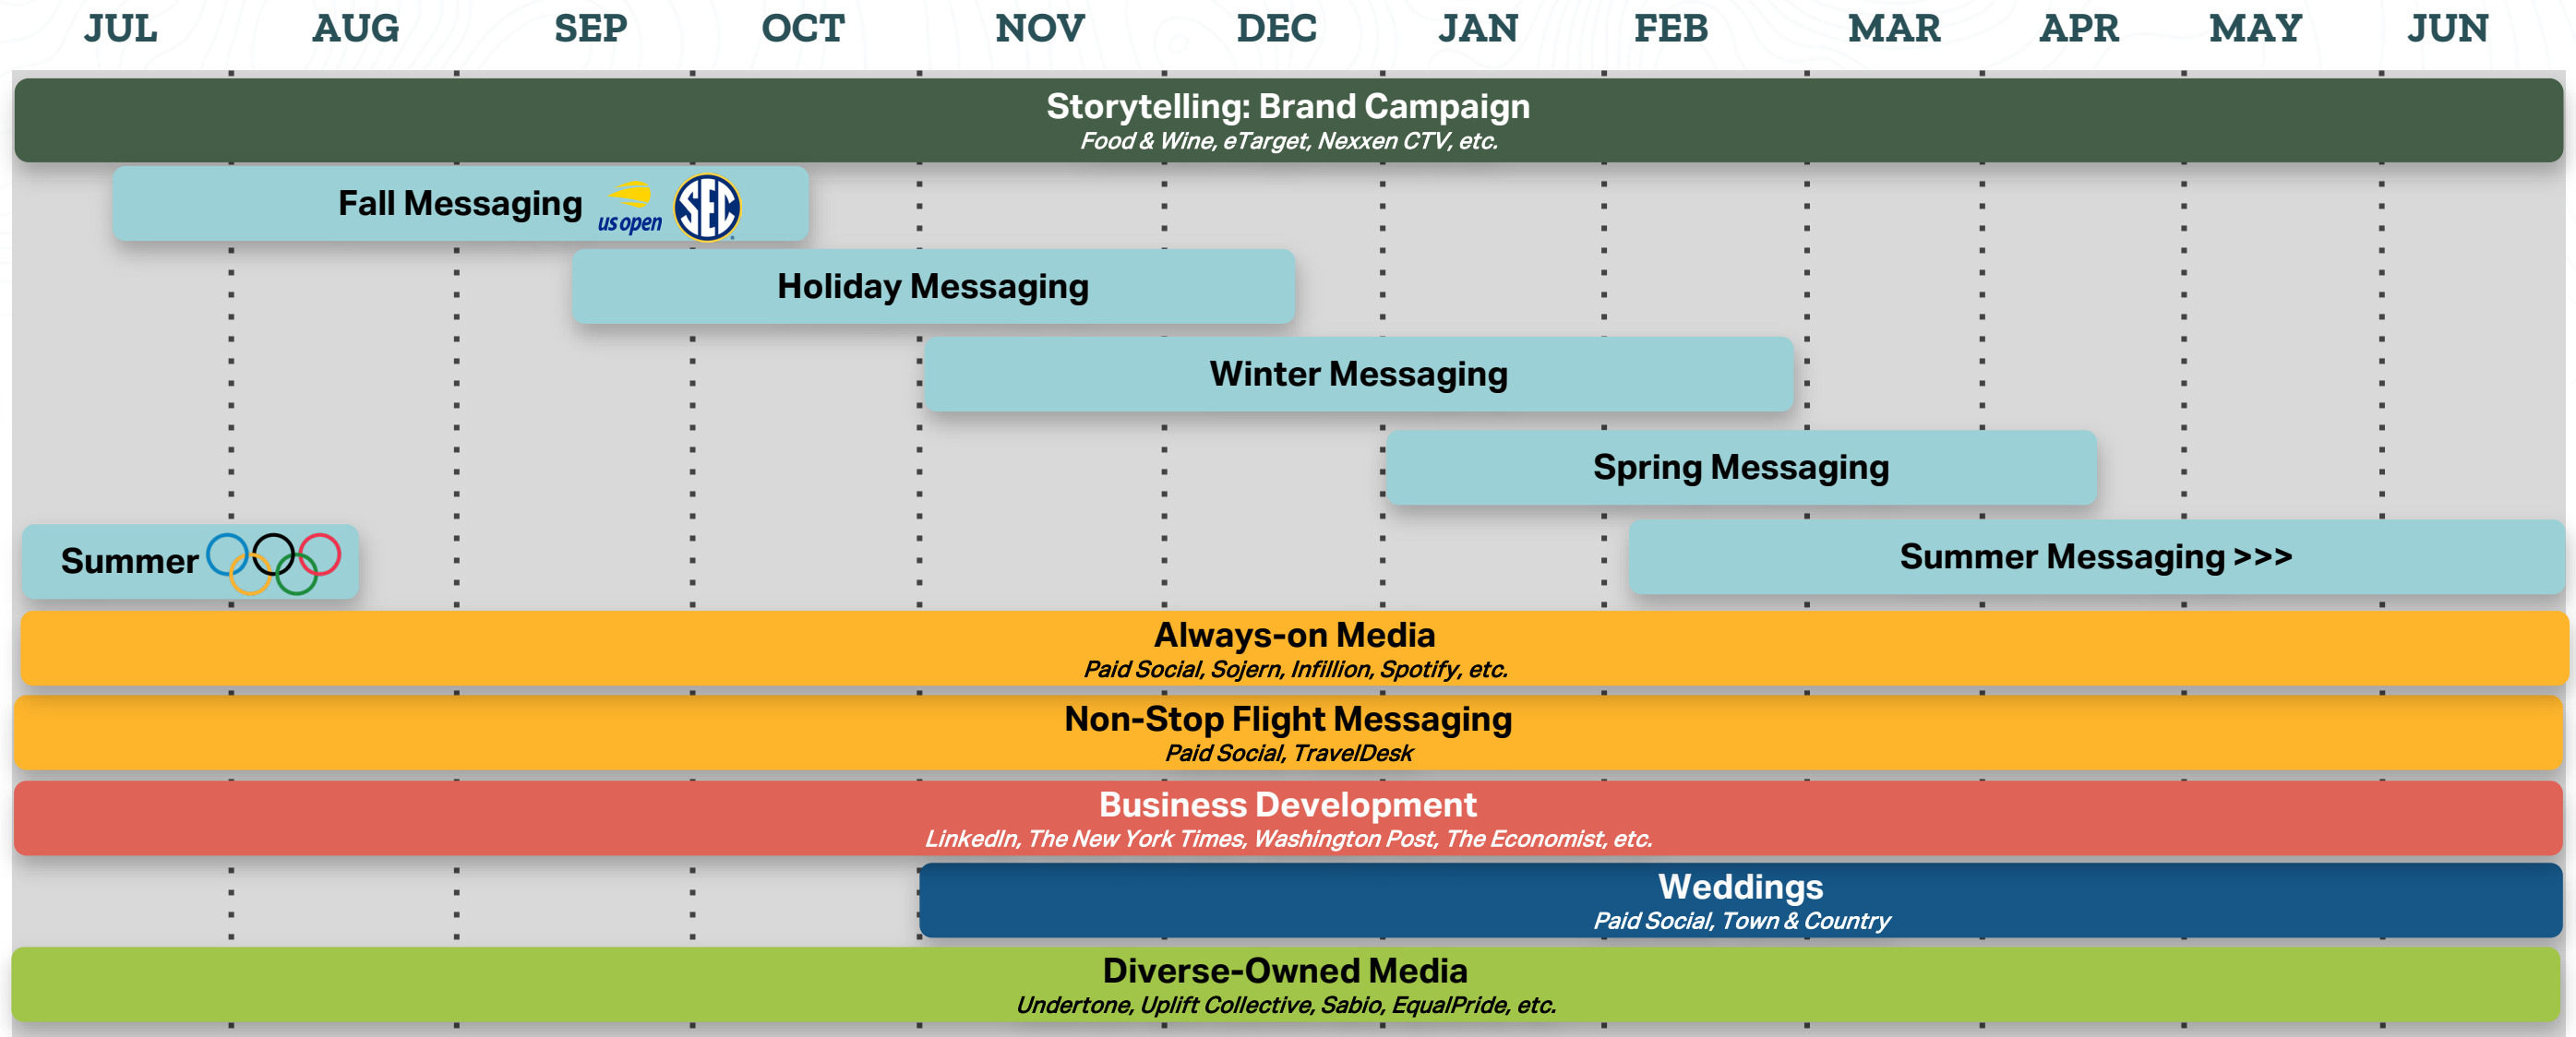 JUL AUG SEP OCT NOV DEC JAN FEB MAR APR MAY JUN
Storytelling: Brand Campaign
Food & Wine, eTarget, Nexxen CTV, etc.
Fall Messaging us open SEC
Holiday Messaging
Winter Messaging
Spring Messaging
Summer
Summer Messaging >>>
Always-on Media
Paid Social, Sojern, Infillion, Spotify, etc.
Non-Stop Flight Messaging
Paid Social, TravelDesk
Business Development
LinkedIn, The New York Times, Washington Post, The Economist, etc.
Weddings
Paid Social, Town & Country
Diverse-Owned Media
Undertone, Uplift Collective, Sabio, EqualPride, etc.